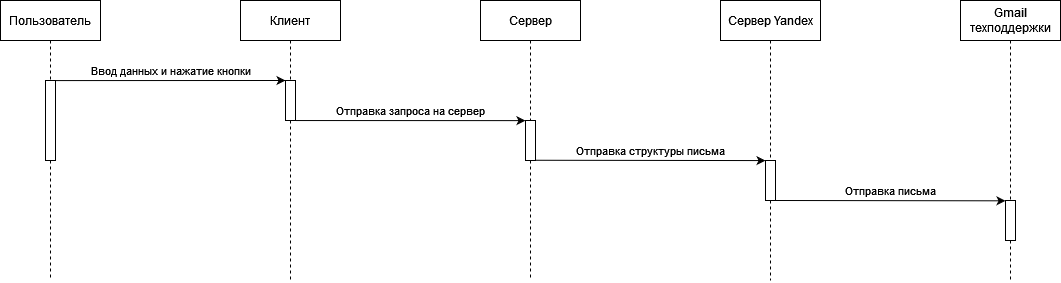 Пользователь
Клиент
Сервер
Сервер Yandex
Gmail
техподдержки
Ввод данных и нажатие кнопки
Отправка запроса на сервер
Отправка структуры письма
Отправка письма